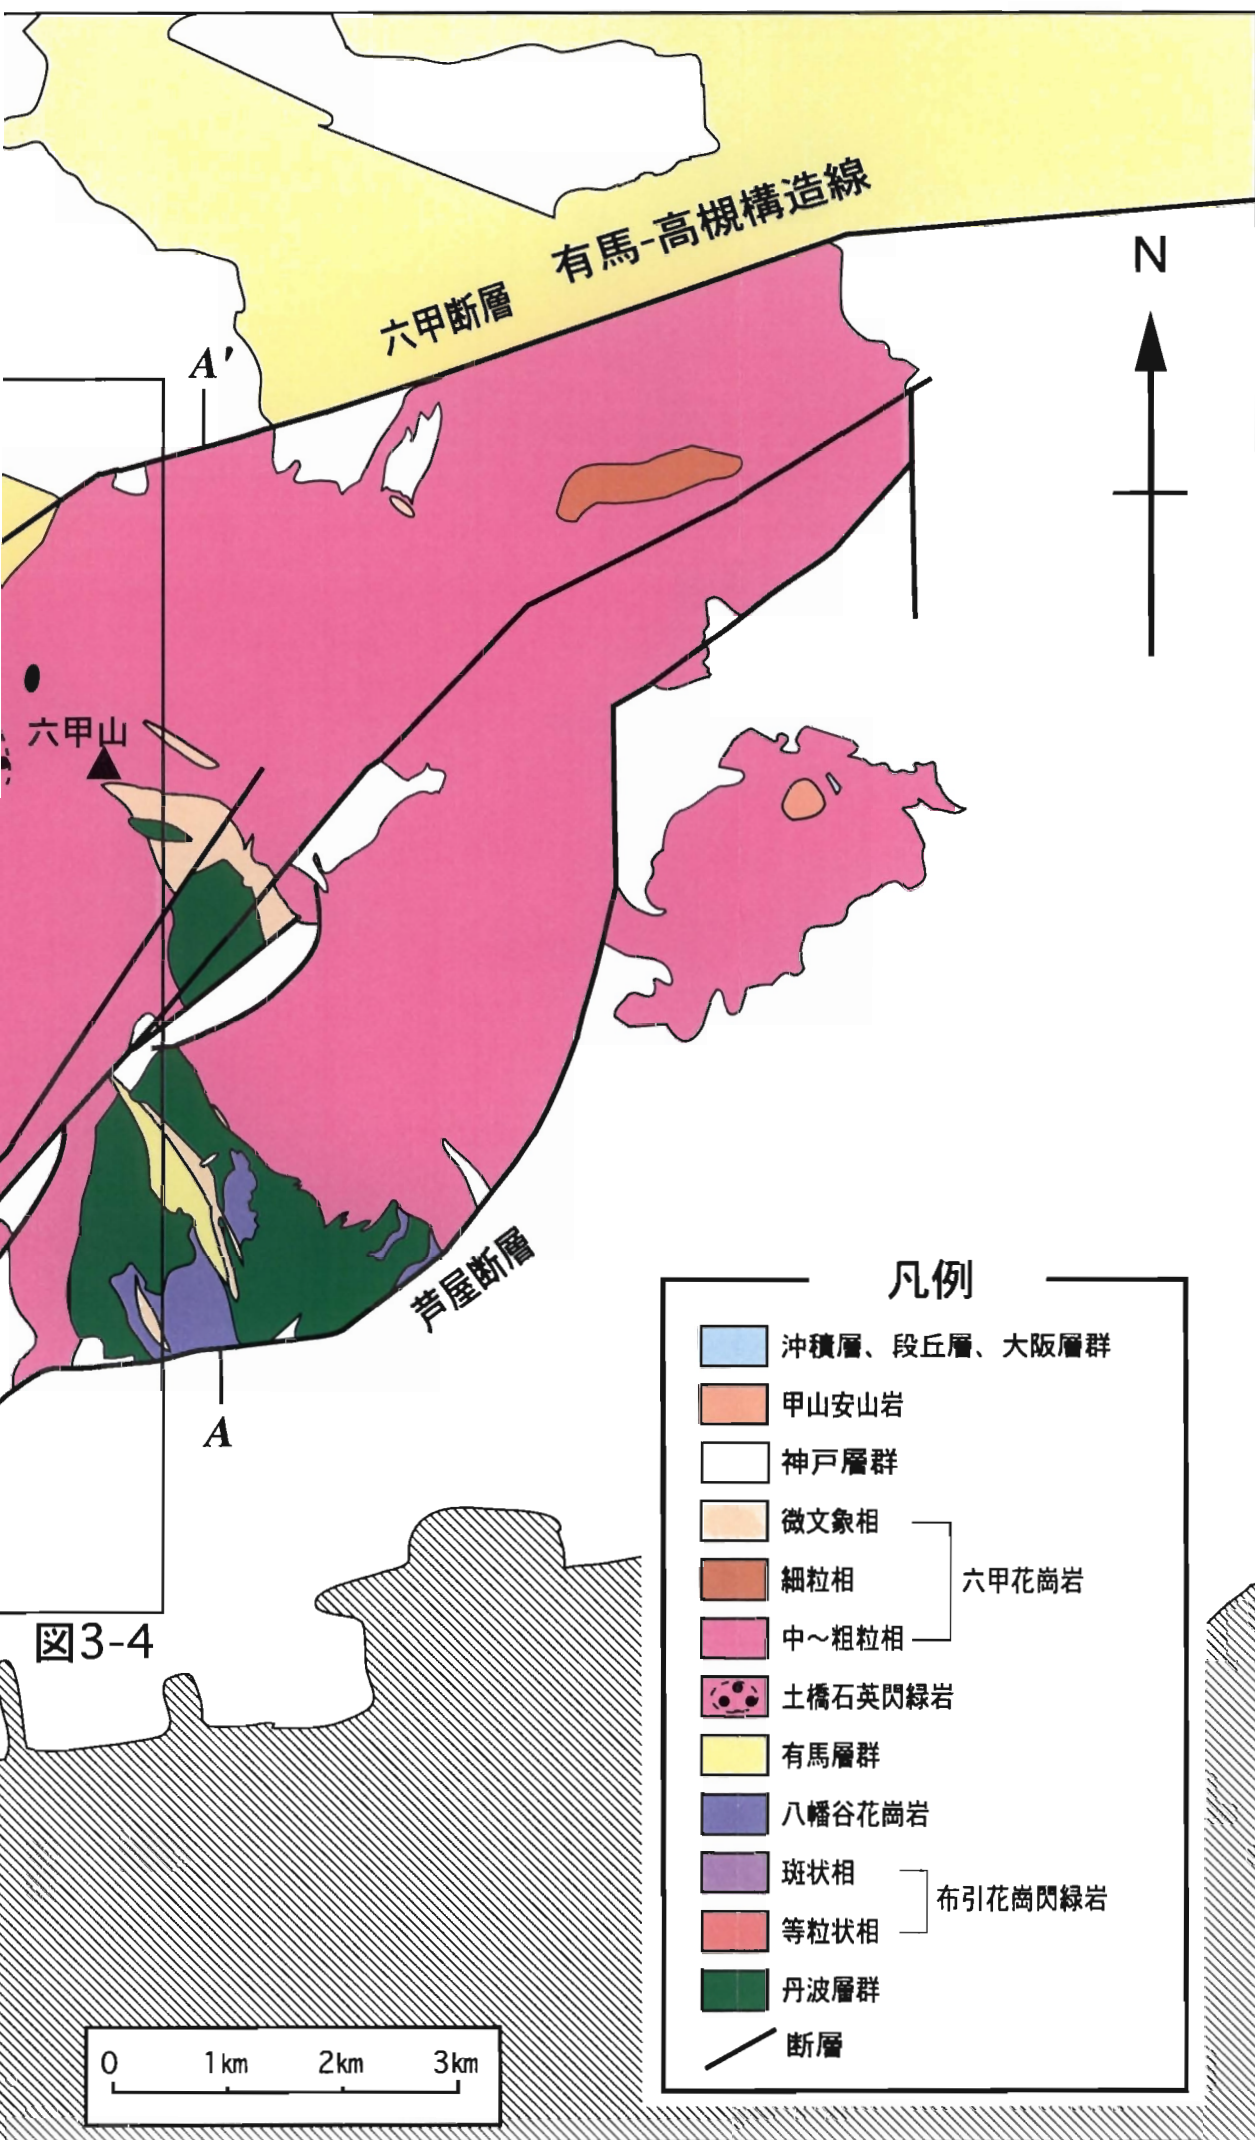 有馬-高槻構造線
六甲断層
N
A′
六甲山
芦屋断層
A
図3-4
凡例
沖積層、段丘層、大阪層群
甲山安山岩
神戸層群
微文象相
細粒相
六甲花崗岩
中〜粗粒相
土橋石英閃緑岩
有馬層群
八幡谷花崗岩
斑状相
布引花崗閃緑岩
等粒状相
丹波層群
断層
0 1km 2km 3km